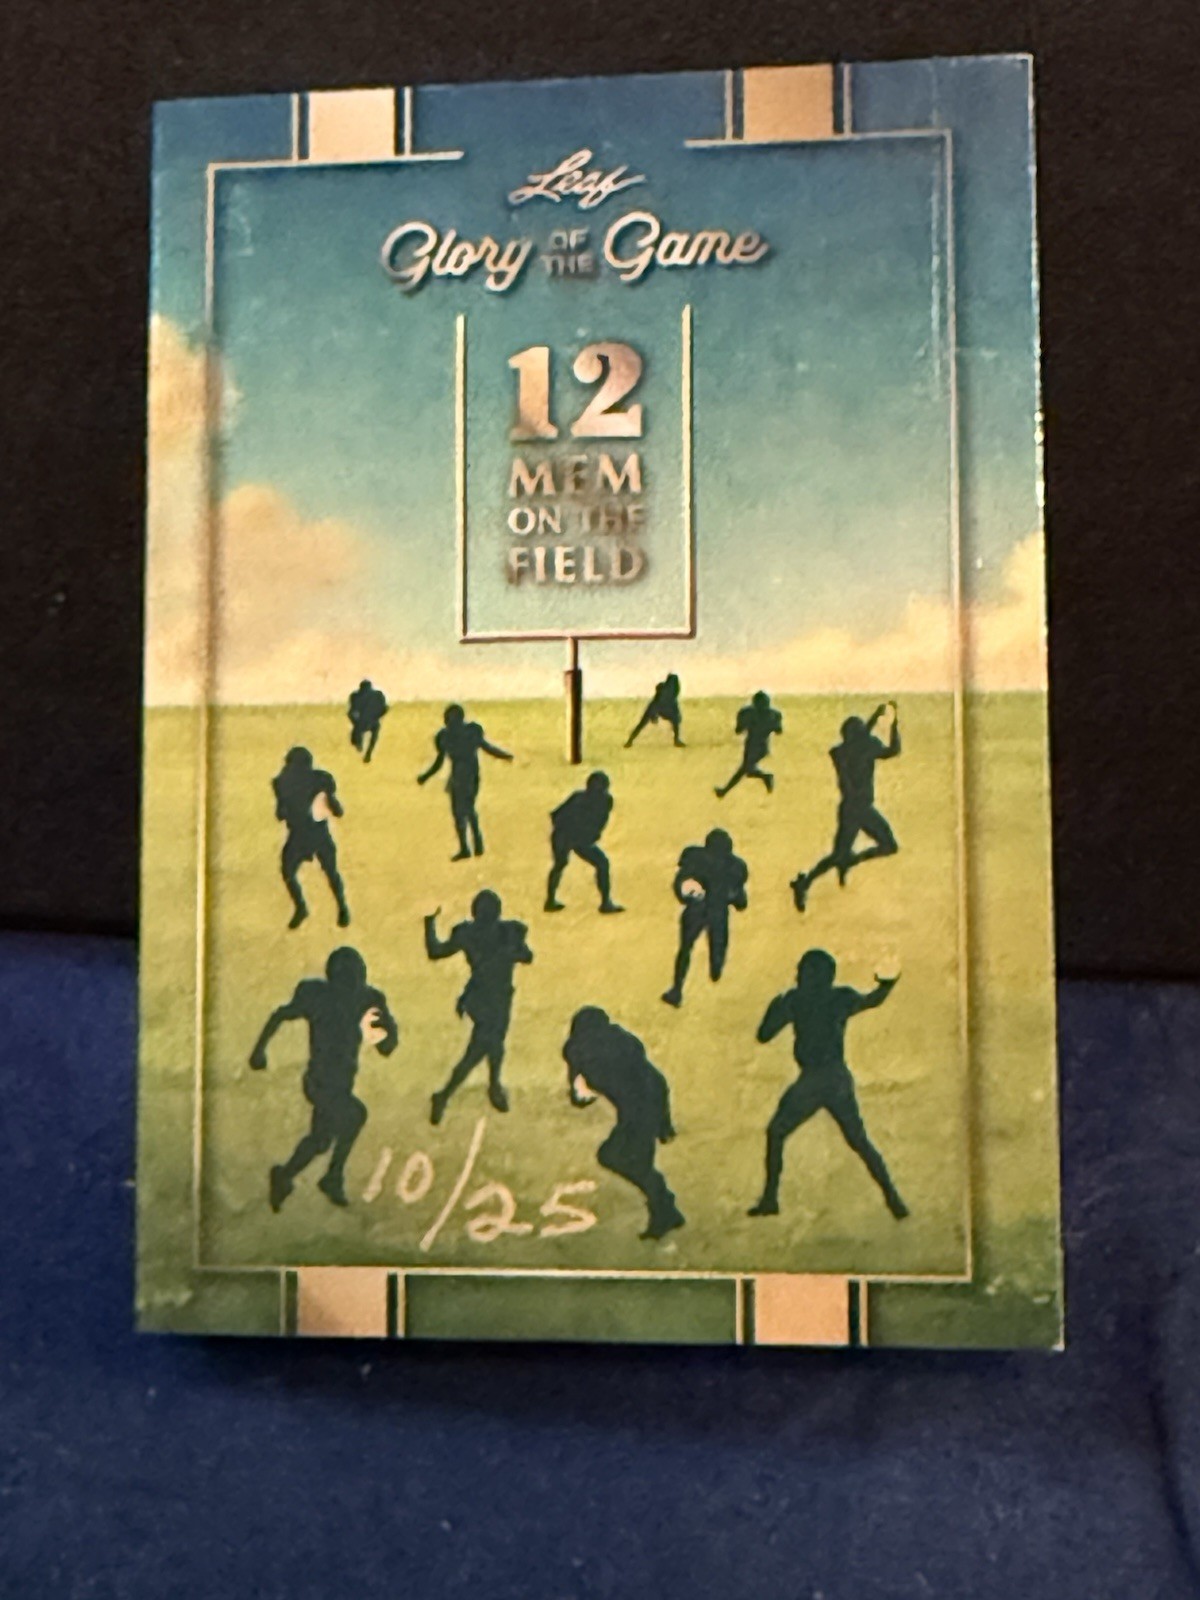 Leaf
Glory OF THE Game
12
MEM
ON THE
FIELD
10/25